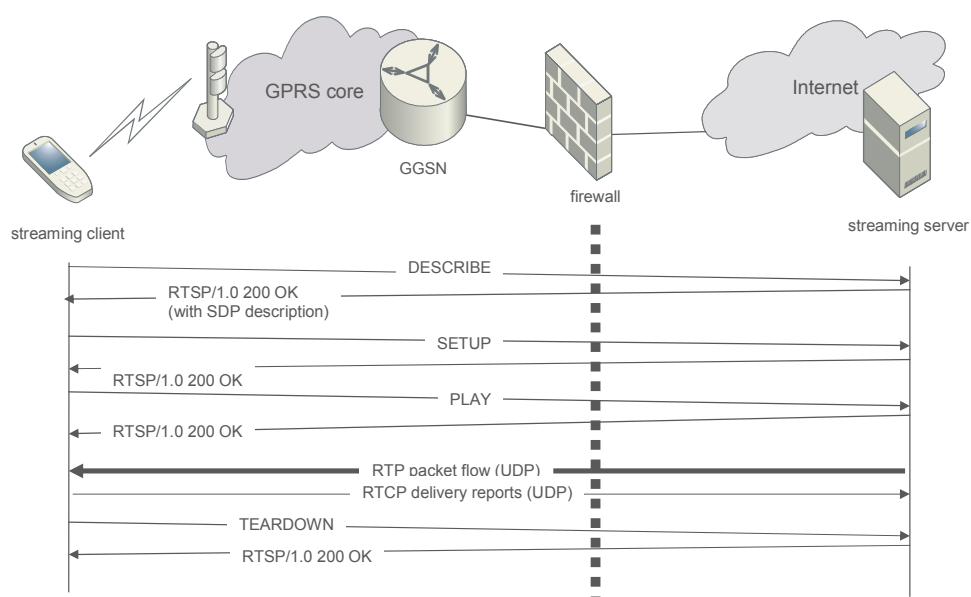 GPRS core
Internet
GGSN
firewall
streaming client
streaming server
DESCRIBE
RTSP/1.0 200 OK
(with SDP description)
SETUP
RTSP/1.0 200 OK
PLAY
RTSP/1.0 200 OK
RTP packet flow (UDP)
RTCP delivery reports (UDP)
TEARDOWN
RTSP/1.0 200 OK